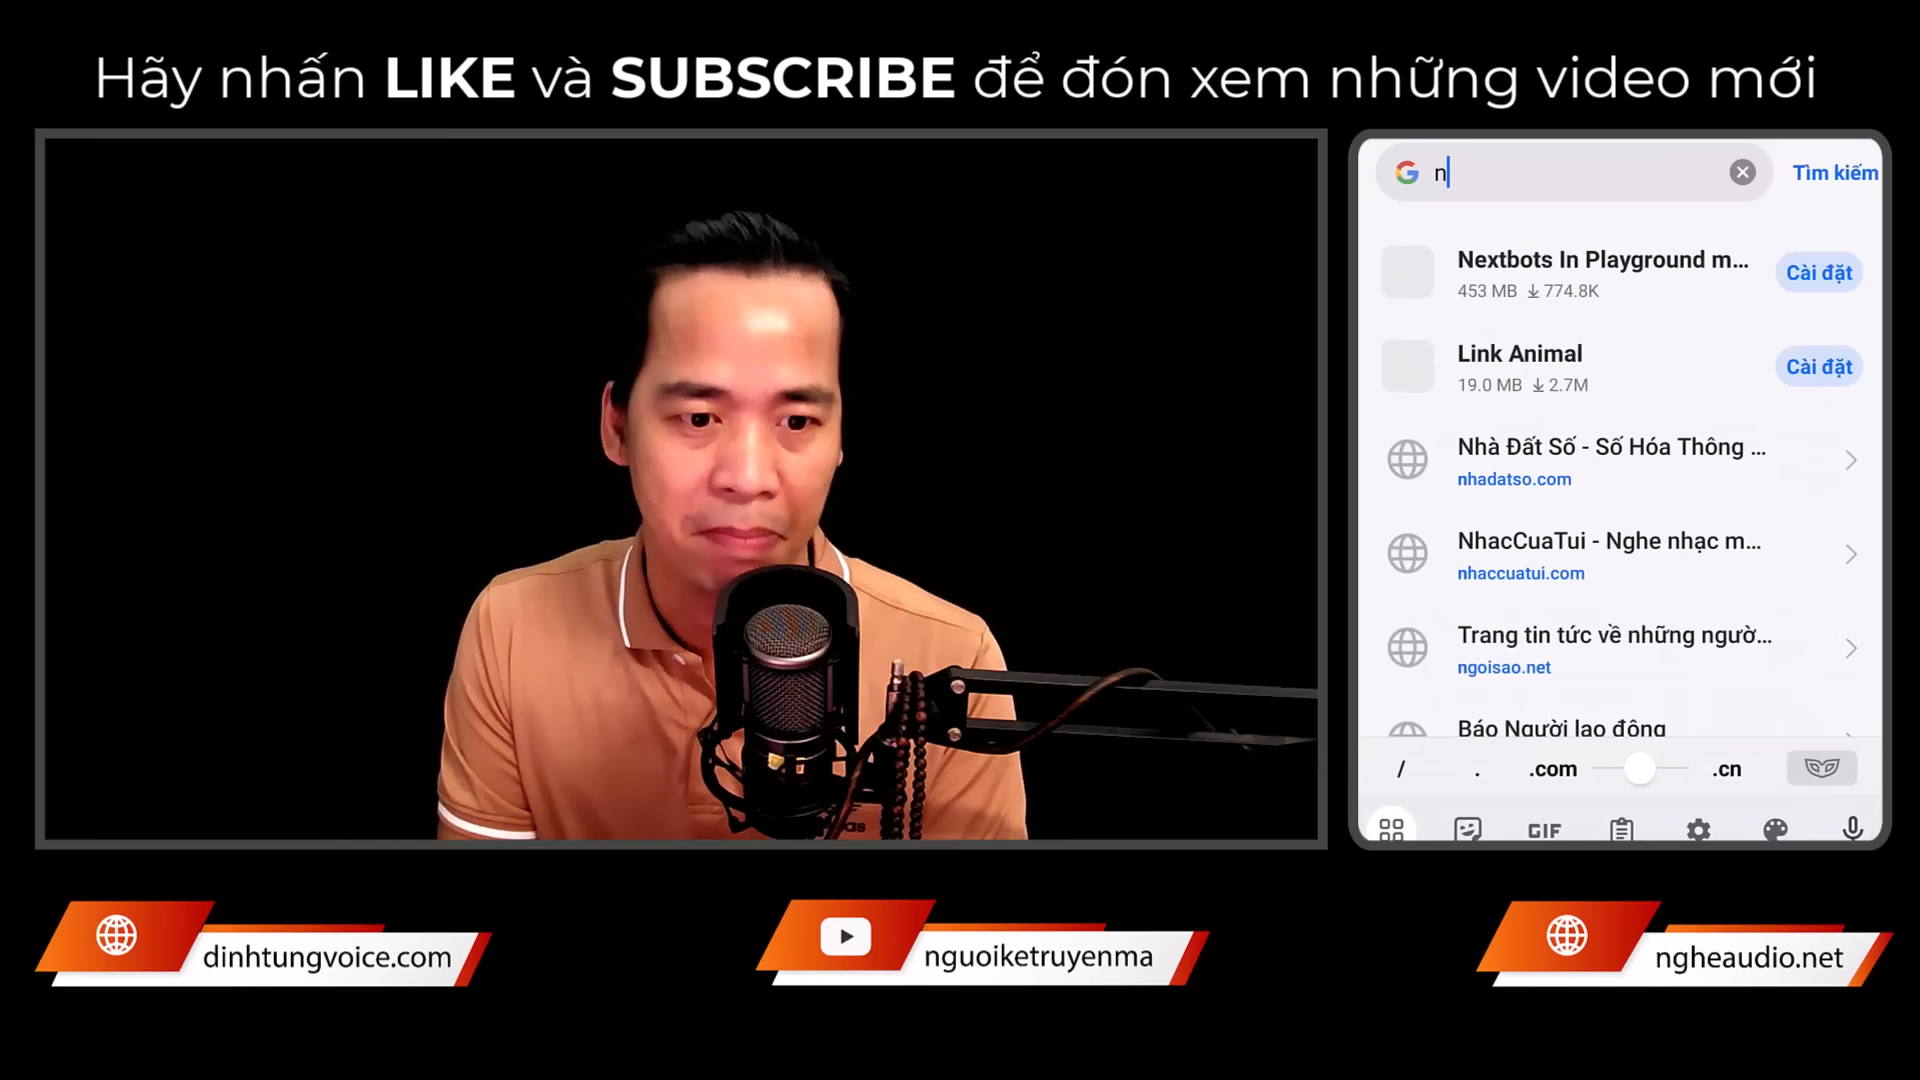 Hãy nhấn LIKE và SUBSCRIBE để đón xem những video mới
n
Tìm kiếm
Nextbots In Playground m...
453 MB 774.8K
Cài đặt
Link Animal
19.0 MB 2.7M
Cài đặt
Nhà Đất Số - Số Hóa Thông ...
nhadatso.com
NhacCuaTui - Nghe nhạc m...
nhaccuatui.com
Trang tin tức về những ngườ...
ngoisao.net
Báo Người lao động
/ . .com .cn
GIF
dinhtungvoice.com
nguoiketruyenma
ngheaudio.net